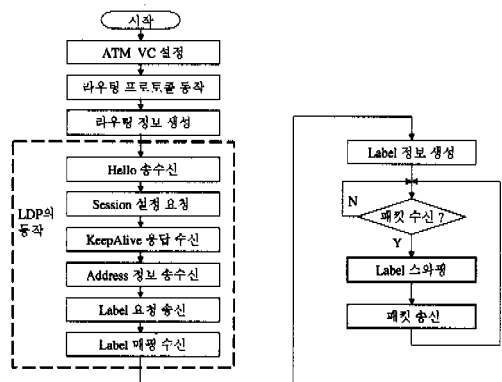 시작
ATM VC 설정
라우팅 프로토콜 동작
라우팅 정보 생성
LDP의
동작
Hello 송수신
Session 설정 요청
KeepAlive 응답 수신
Address 정보 송수신
Label 요청 송신
Label 매핑 수신
Label 정보 생성
패킷 수신 ?
N
Y
Label 스와핑
패킷 송신